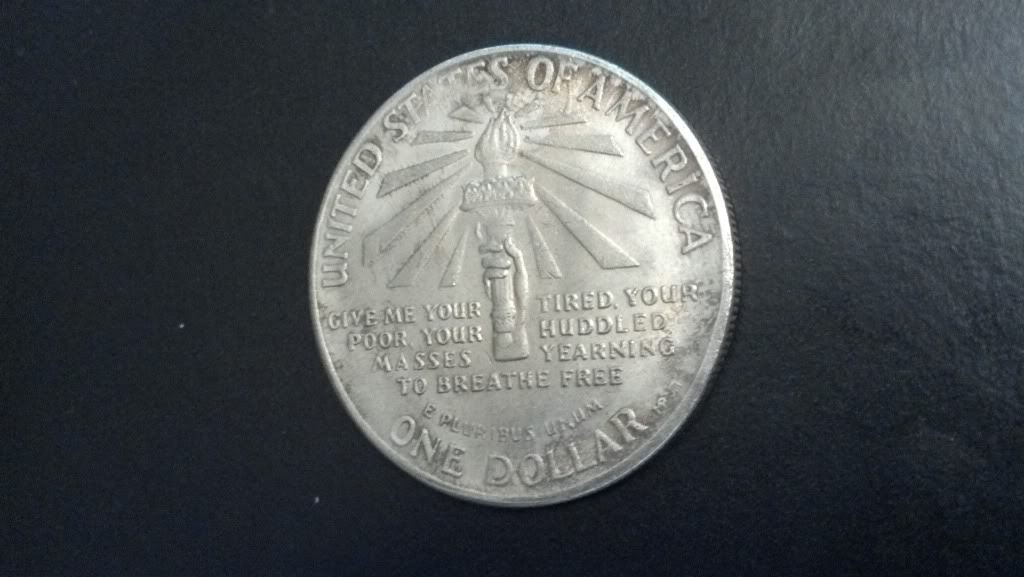 UNITED STATES OF AMERICA
GIVE ME YOUR TIRED, YOUR
POOR, YOUR HUDDLED
MASSES YEARNING
TO BREATHE FREE
E PLURIBUS UNUM
ONE DOLLAR